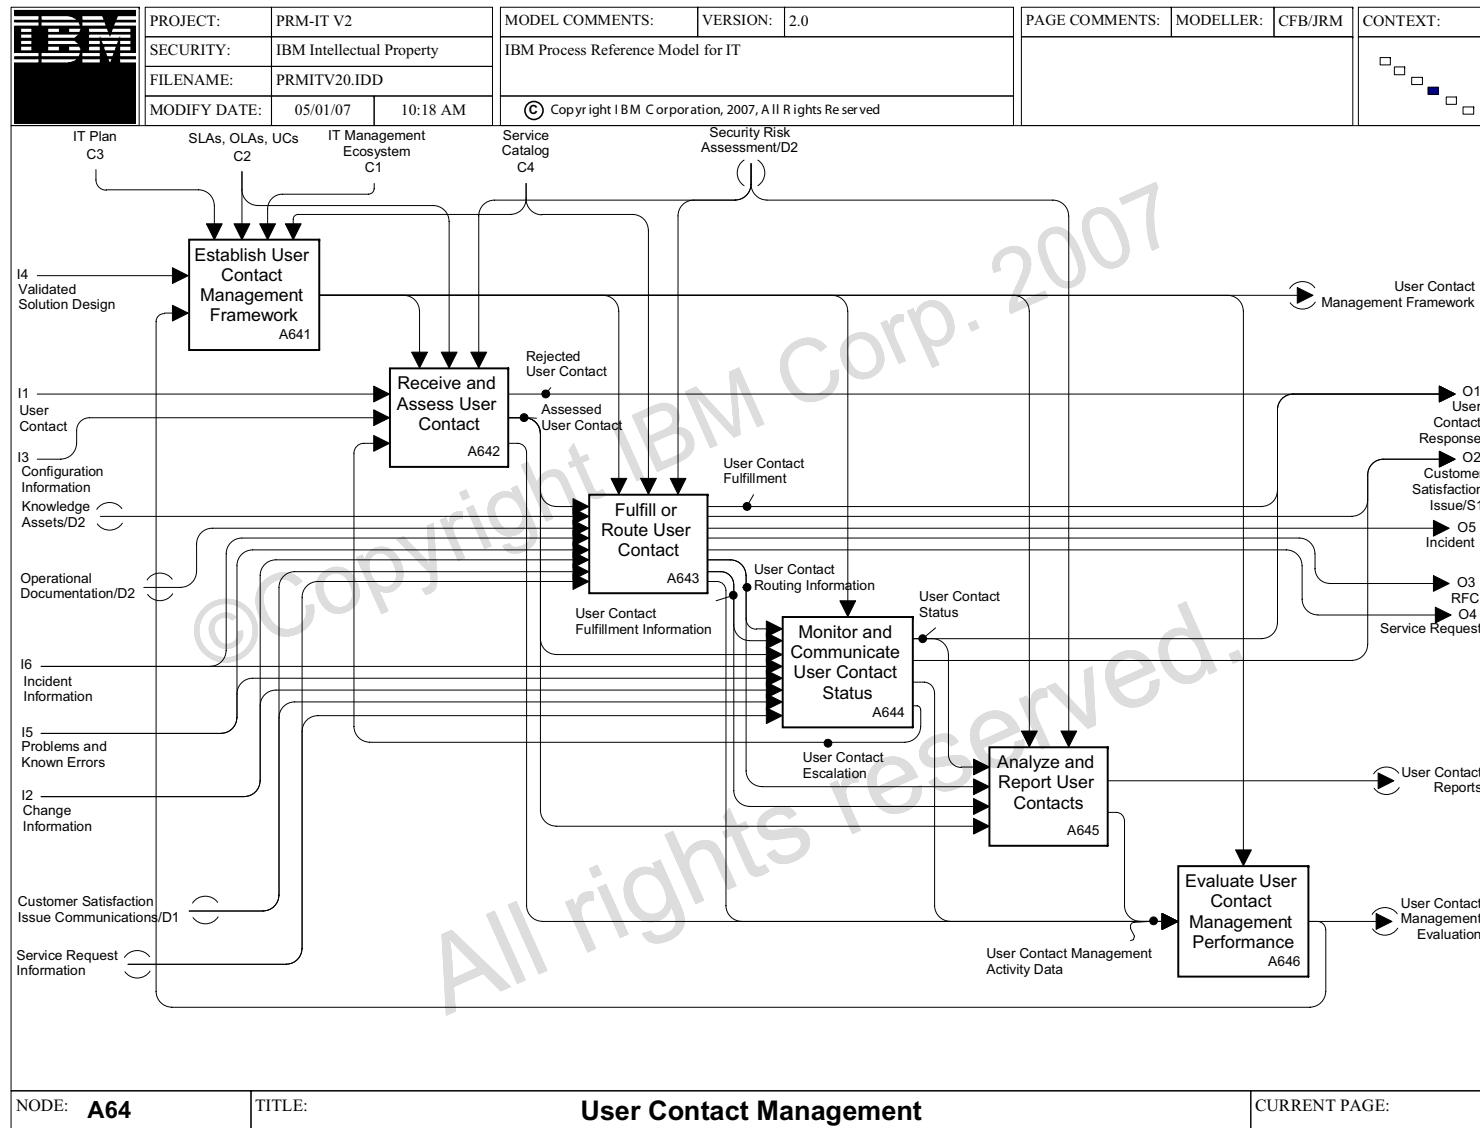 IBM
PROJECT: PRM-IT V2
SECURITY: IBM Intellectual Property
FILENAME: PRMITV20.IDD
MODIFY DATE: 05/01/07 10:18 AM
MODEL COMMENTS: VERSION: 2.0
IBM Process Reference Model for IT
© Copyright IBM Corporation, 2007, All Rights Reserved
PAGE COMMENTS: MODELLER: CFB/JRM
CONTEXT:
IT Plan
C3
SLAs, OLAs, UCs
C2
IT Management
Ecosystem
C1
Service
Catalog
C4
Security Risk
Assessment/D2
Establish User
Contact
Management
Framework
A641
I4
Validated
Solution Design
User Contact
Management Framework
Rejected
User Contact
Receive and
Assess User
Contact
A642
Assessed
User Contact
I1
User
Contact
I3
Configuration
Information
Knowledge
Assets/D2
O1
User
Contact
Response
O2
Customer
Satisfaction
Issue/S1
O5
Incident
User Contact
Fulfillment
Fulfill or
Route User
Contact
A643
Operational
Documentation/D2
User Contact
Routing Information
User Contact
Fulfillment Information
User Contact
Status
O3
RFC
O4
Service Request
Monitor and
Communicate
User Contact
Status
A644
I6
Incident
Information
I5
Problems and
Known Errors
User Contact
Escalation
I2
Change
Information
Analyze and
Report User
Contacts
A645
User Contact
Reports
Customer Satisfaction
Issue Communications/D1
Service Request
Information
Evaluate User
Contact
Management
Performance
A646
User Contact
Management
Evaluation
User Contact Management
Activity Data
©Copyright IBM Corp. 2007
All rights reserved.
NODE: A64
TITLE: User Contact Management
CURRENT PAGE: